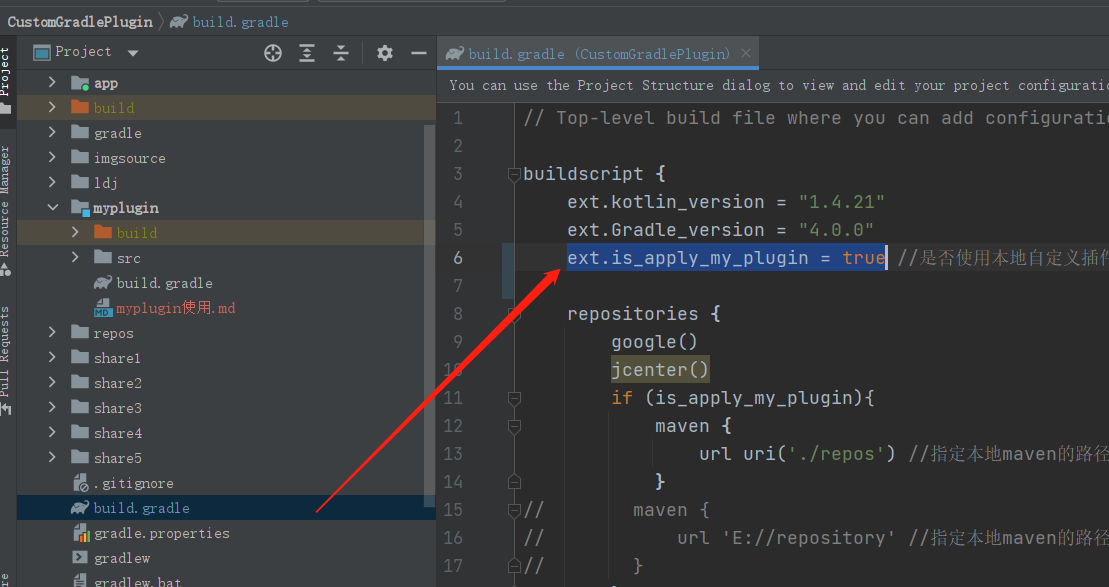 CustomGradlePlugin
build.gradle
Project
Resource Manager
Pull Requests
Project
app
build
gradle
imgsource
ldj
myplugin
build
src
build.gradle
myplugin使用.md
repos
share1
share2
share3
share4
share5
.gitignore
build.gradle
gradle.properties
gradlew
gradlew.bat
build.gradle (CustomGradlePlugin)
You can use the Project Structure dialog to view and edit your project configuratio
1 // Top-level build file where you can add configuratio
2
3 buildscript {
4 ext.kotlin_version = "1.4.21"
5 ext.Gradle_version = "4.0.0"
6 ext.is_apply_my_plugin = true //是否使用本地自定义插件
7
8 repositories {
9 google()
10 jcenter()
11 if (is_apply_my_plugin){
12 maven {
13 url uri('./repos') //指定本地maven的路径
14 }
15 // maven {
16 // url 'E://repository' //指定本地maven的路径
17 // }